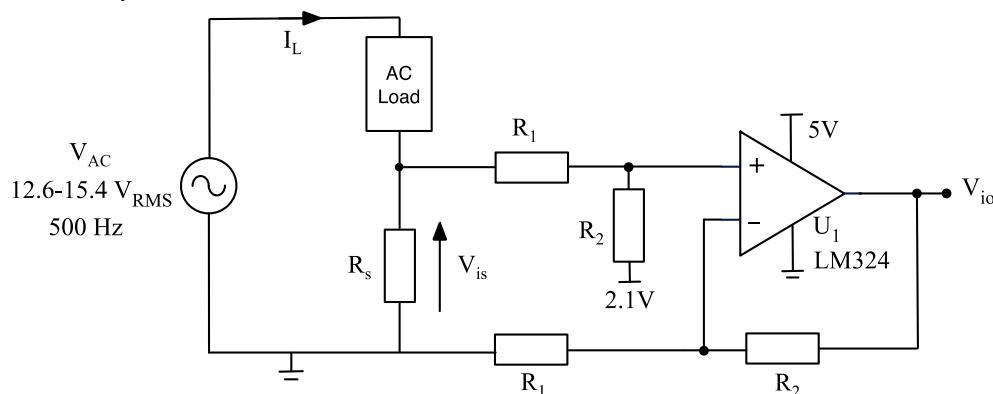 I_L
AC
Load
V_AC
12.6-15.4 V_RMS
500 Hz
R_s
V_is
R_1
R_2
2.1V
+
−
5V
U_1
LM324
V_io
R_1
R_2